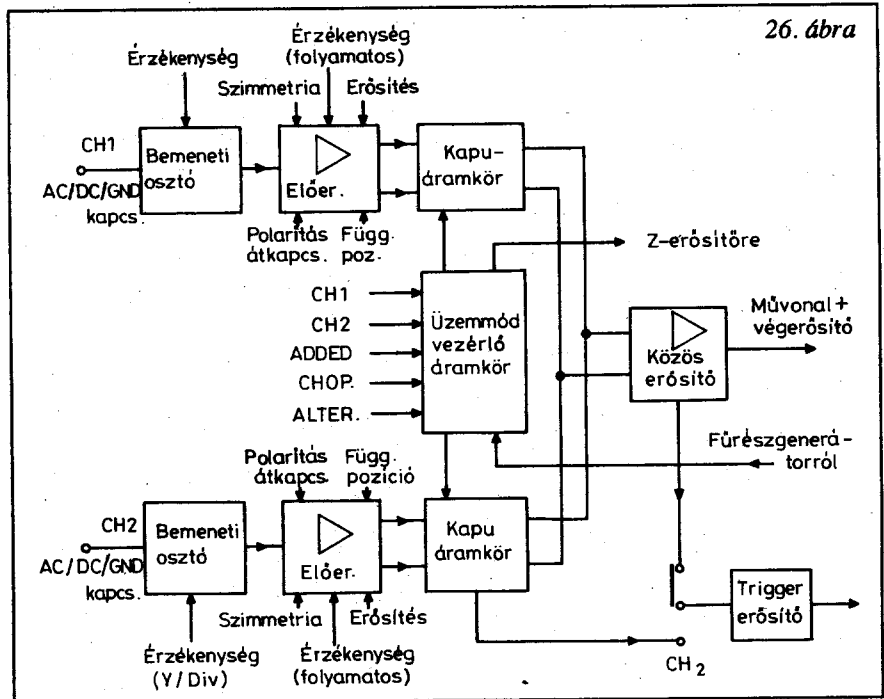 26. ábra
Érzékenység
Érzékenység
(folyamatos)
Szimmetria
Erősítés
CH1
AC/DC/GND
kapcs.
Bemeneti
osztó
Előer.
Kapu-
áramkör
Polaritás
átkapcs.
Függ.
poz.
Z-erősítőre
CH1
CH2
ADDED
CHOP.
ALTER.
Üzemmód
vezérlő
áramkör
Közös
erősítő
Művonal +
végerősítő
Fűrészgenerá-
torról
Polaritás
átkapcs.
Függ.
pozíció
CH2
AC/DC/GND
kapcs.
Bemeneti
osztó
Előer.
Kapu
áramkör
Szimmetria
Erősítés
Érzékenység
(Y/Div)
Érzékenység
(folyamatos)
Trigger
erősítő
CH2